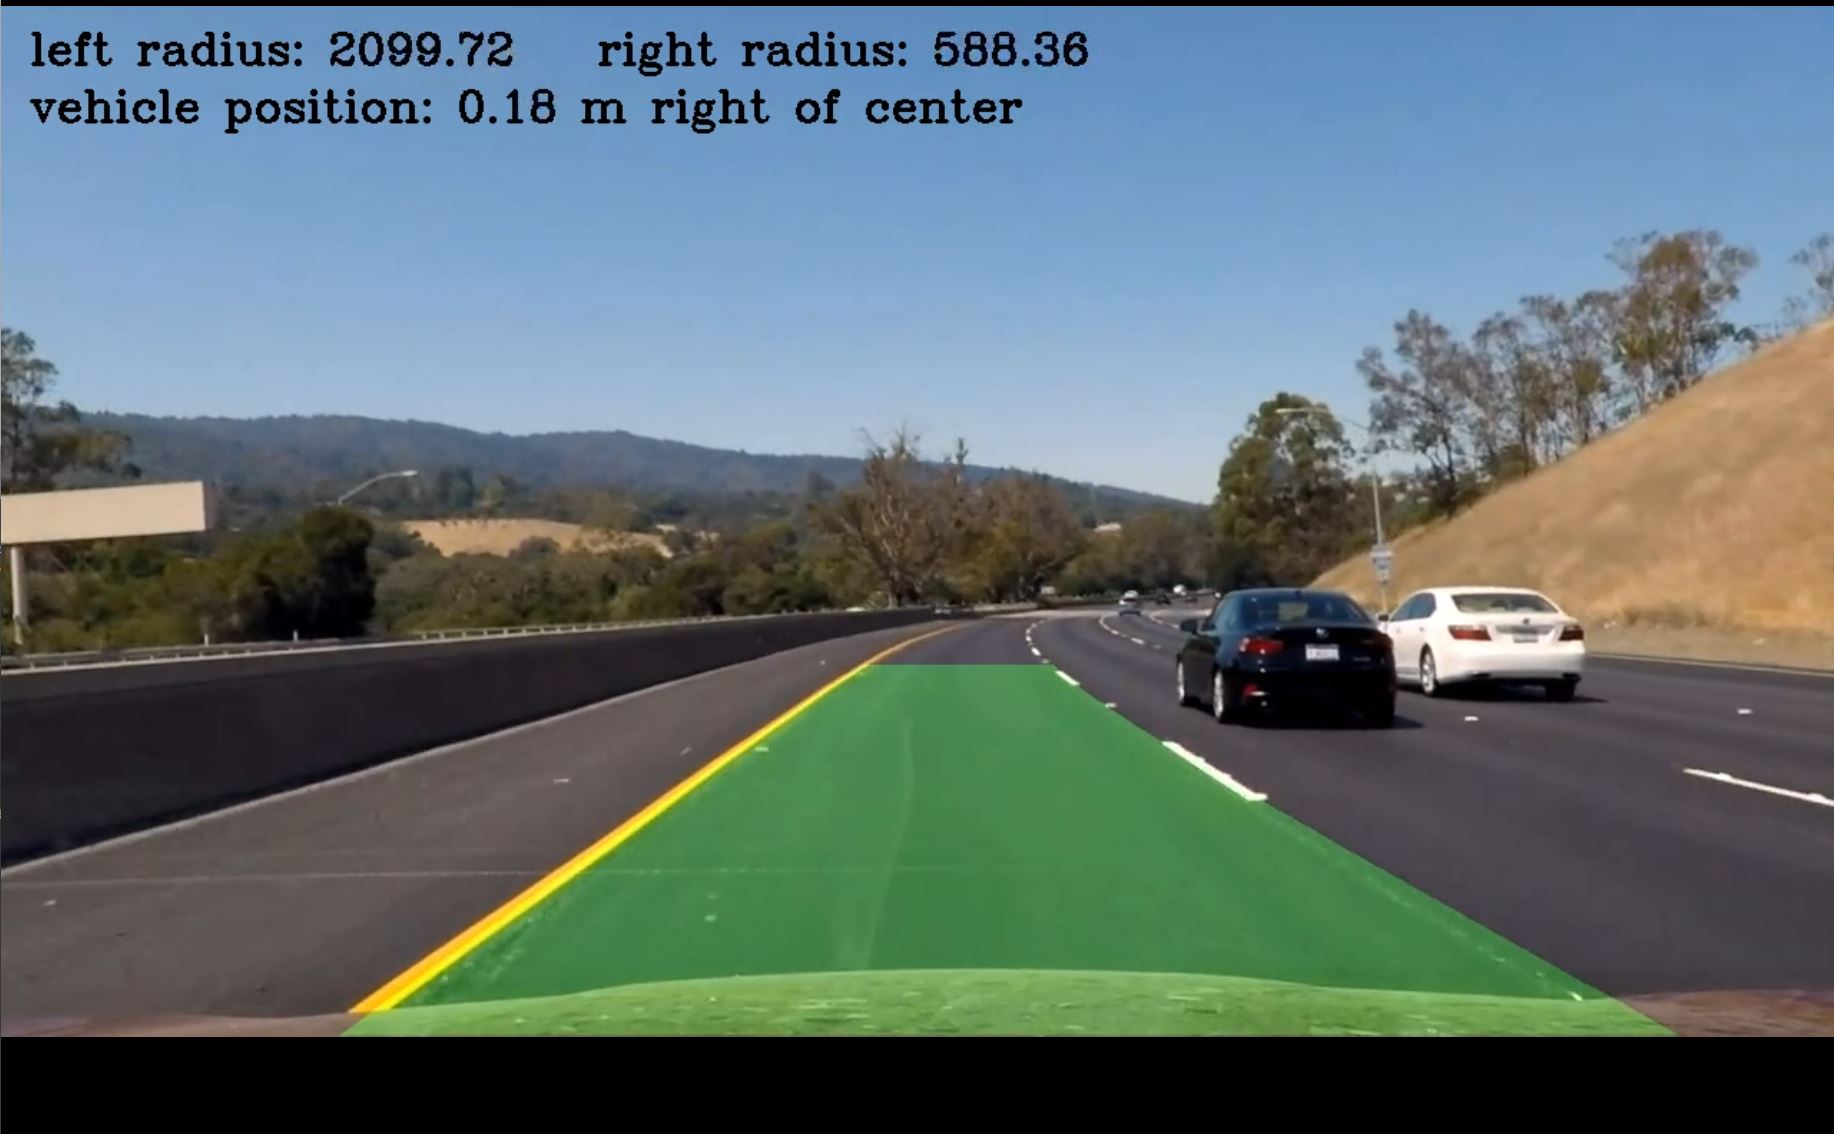 left radius: 2099.72 right radius: 588.36
vehicle position: 0.18 m right of center